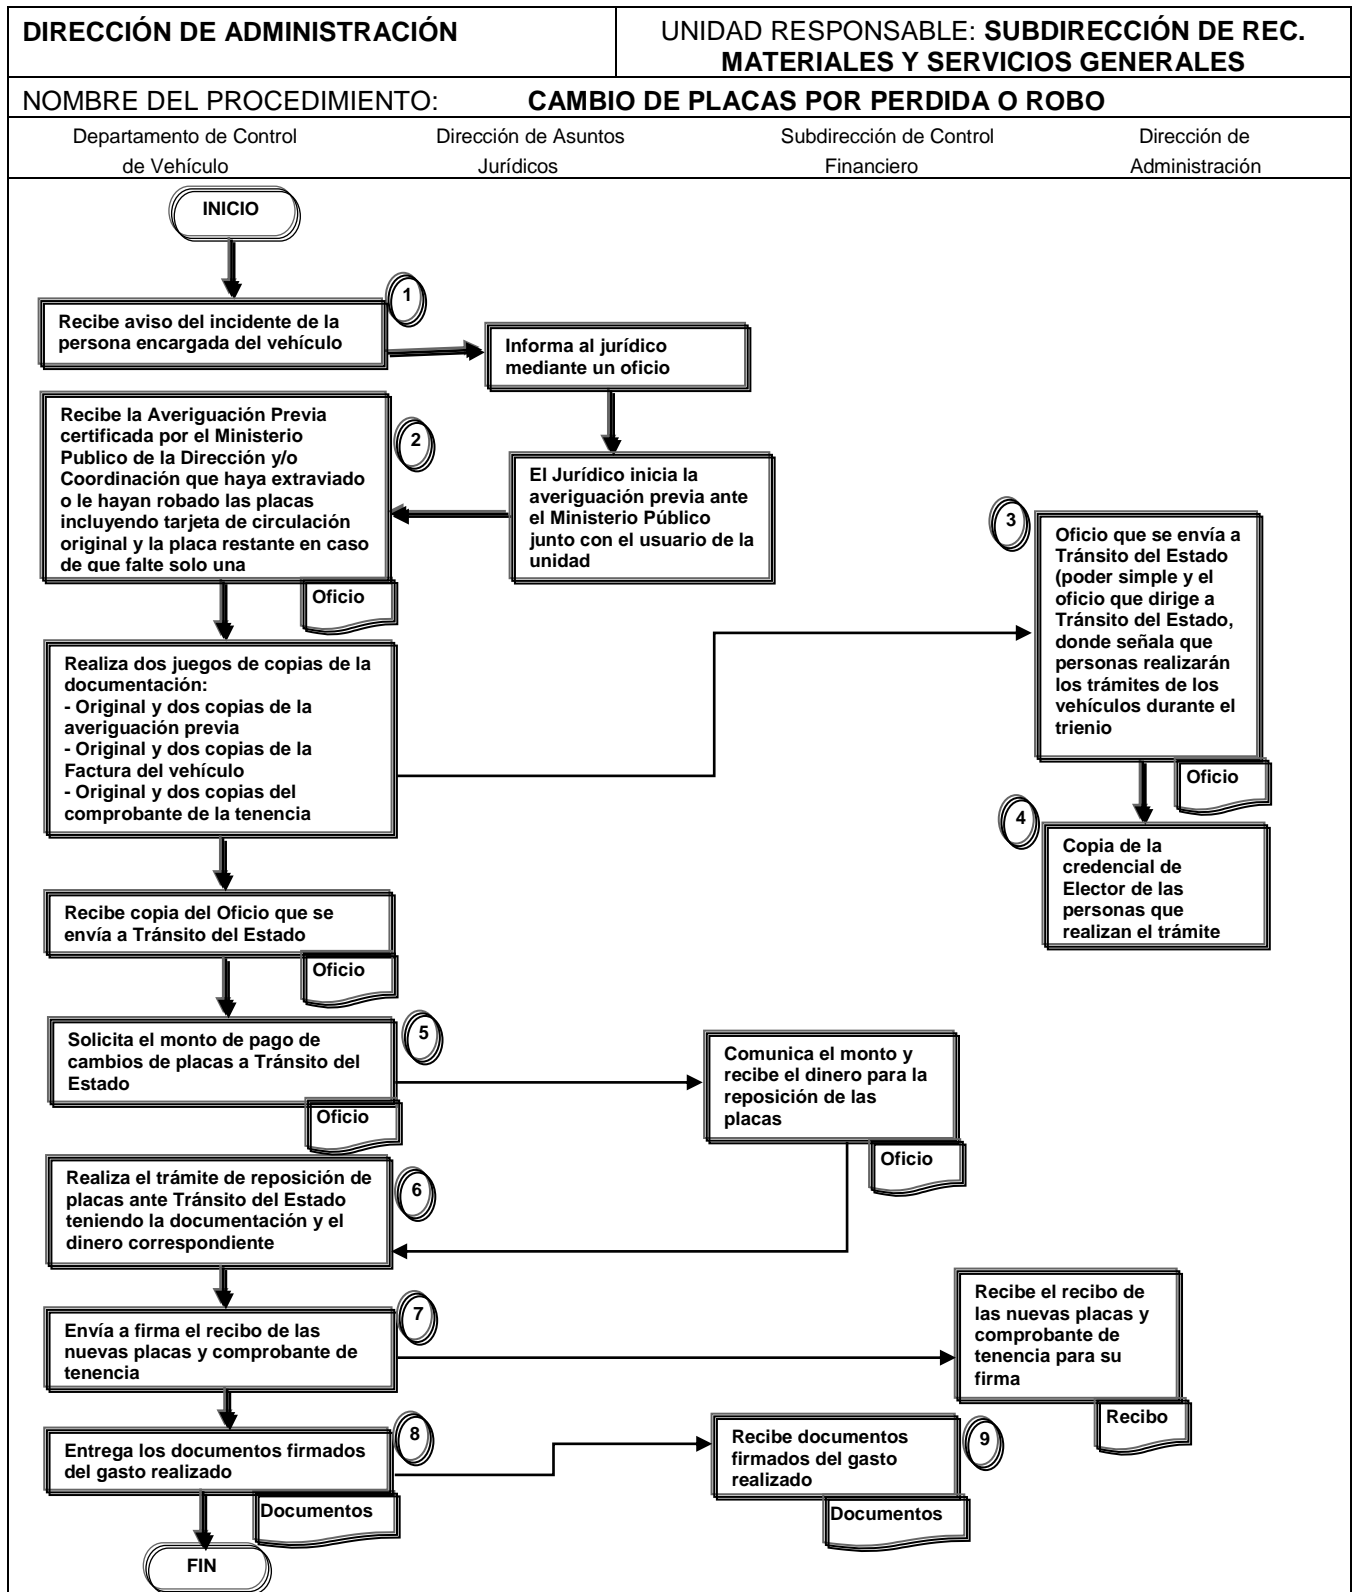 DIRECCIÓN DE ADMINISTRACIÓN
UNIDAD RESPONSABLE: SUBDIRECCIÓN DE REC.
MATERIALES Y SERVICIOS GENERALES
NOMBRE DEL PROCEDIMIENTO: CAMBIO DE PLACAS POR PERDIDA O ROBO
Departamento de Control
de Vehículo
Dirección de Asuntos
Jurídicos
Subdirección de Control
Financiero
Dirección de
Administración
INICIO
1
Recibe aviso del incidente de la
persona encargada del vehículo
Informa al jurídico
mediante un oficio
2
Recibe la Averiguación Previa
certificada por el Ministerio
Publico de la Dirección y/o
Coordinación que haya extraviado
o le hayan robado las placas
incluyendo tarjeta de circulación
original y la placa restante en caso
de que falte solo una
Oficio
El Jurídico inicia la
averiguación previa ante
el Ministerio Público
junto con el usuario de la
unidad
3
Oficio que se envía a
Tránsito del Estado
(poder simple y el
oficio que dirige a
Tránsito del Estado,
donde señala que
personas realizarán
los trámites de los
vehículos durante el
trienio
Oficio
Realiza dos juegos de copias de la
documentación:
- Original y dos copias de la
averiguación previa
- Original y dos copias de la
Factura del vehículo
- Original y dos copias del
comprobante de la tenencia
4
Copia de la
credencial de
Elector de las
personas que
realizan el trámite
Recibe copia del Oficio que se
envía a Tránsito del Estado
Oficio
5
Solicita el monto de pago de
cambios de placas a Tránsito del
Estado
Oficio
Comunica el monto y
recibe el dinero para la
reposición de las
placas
Oficio
6
Realiza el trámite de reposición de
placas ante Tránsito del Estado
teniendo la documentación y el
dinero correspondiente
7
Envía a firma el recibo de las
nuevas placas y comprobante de
tenencia
Recibe el recibo de
las nuevas placas y
comprobante de
tenencia para su
firma
Recibo
8
Entrega los documentos firmados
del gasto realizado
Documentos
9
Recibe documentos
firmados del gasto
realizado
Documentos
FIN